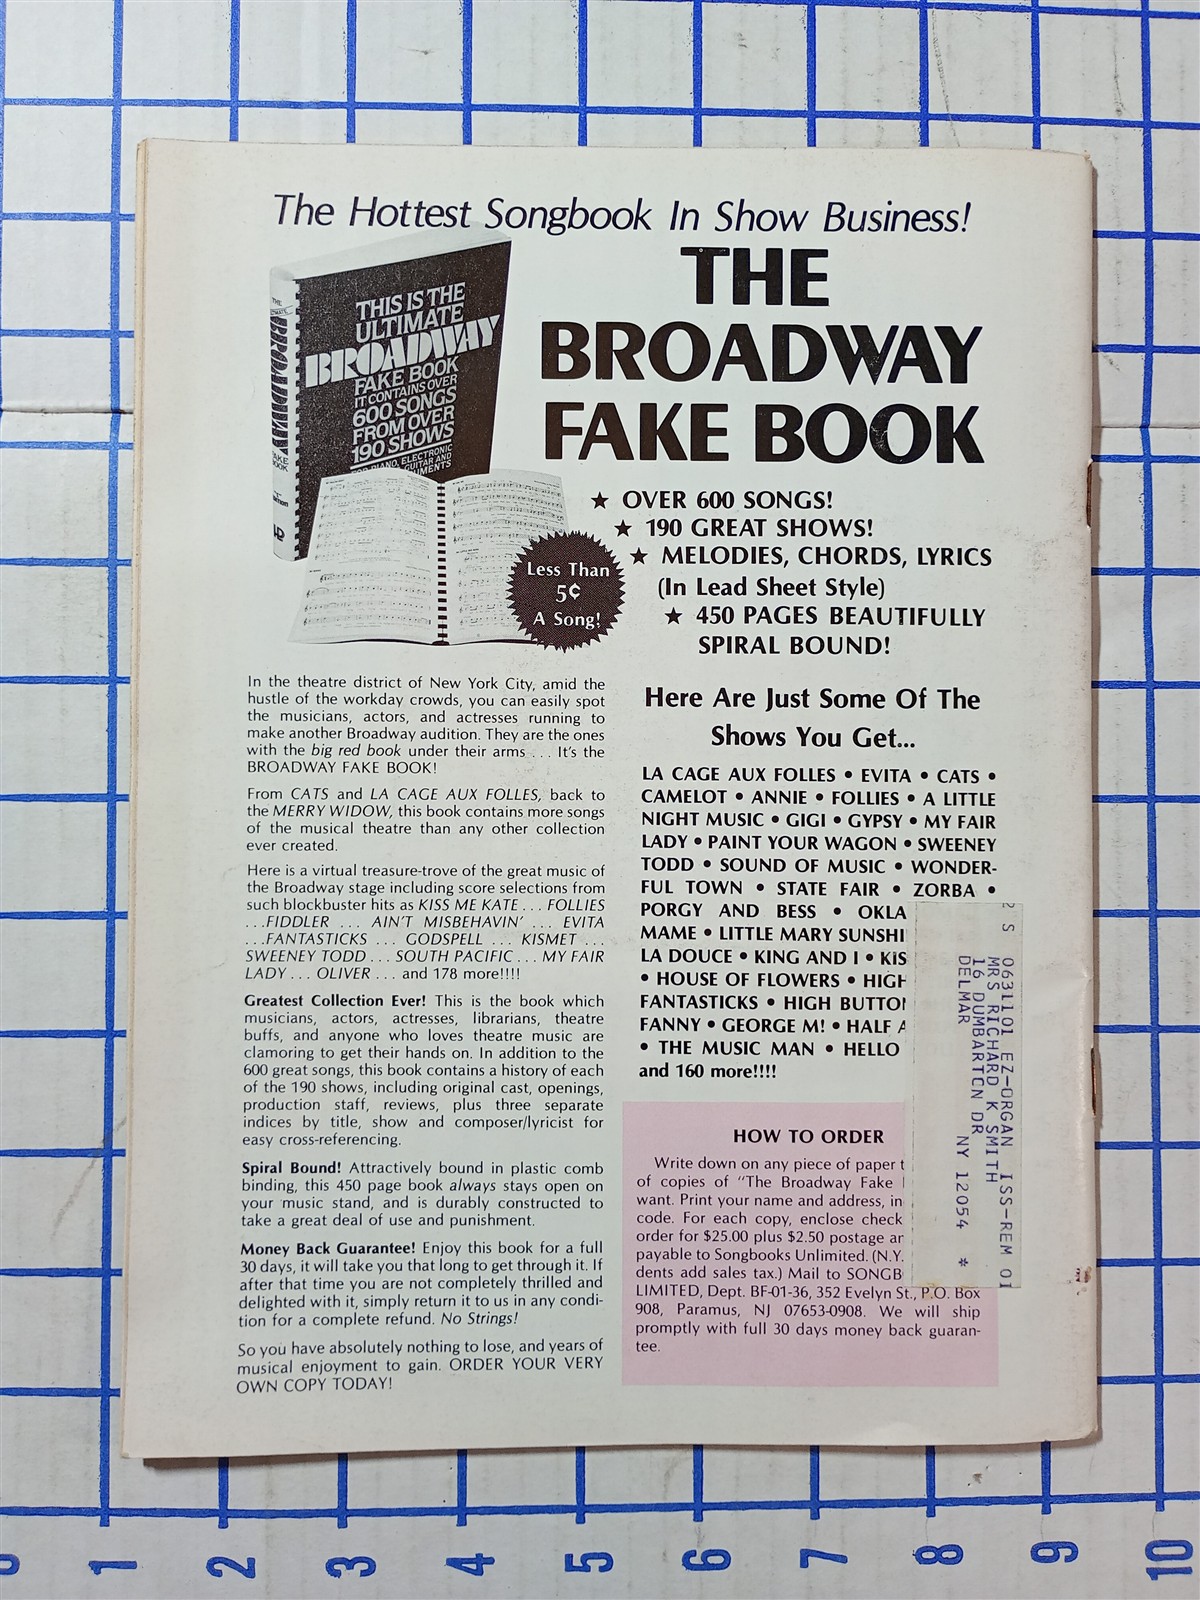 The Hottest Songbook In Show Business!
THE
BROADWAY
FAKE BOOK
THIS IS THE
ULTIMATE
BROADWAY
FAKE BOOK
IT CONTAINS OVER
600 SONGS
FROM OVER
190 SHOWS
Less Than
5¢
A Song!
★ OVER 600 SONGS!
★ 190 GREAT SHOWS!
★ MELODIES, CHORDS, LYRICS
(In Lead Sheet Style)
★ 450 PAGES BEAUTIFULLY
SPIRAL BOUND!
In the theatre district of New York City, amid the
hustle of the workday crowds, you can easily spot
the musicians, actors, and actresses running to
make another Broadway audition. They are the ones
with the big red book under their arms . . . It's the
BROADWAY FAKE BOOK!
From CATS and LA CAGE AUX FOLLES, back to
the MERRY WIDOW, this book contains more songs
of the musical theatre than any other collection
ever created.
Here is a virtual treasure-trove of the great music of
the Broadway stage including score selections from
such blockbuster hits as KISS ME KATE . . . FOLLIES
. . .FIDDLER . . . AIN'T MISBEHAVIN' . . . EVITA
. . .FANTASTICKS . . . GODSPELL . . . KISMET . . .
SWEENEY TODD . . . SOUTH PACIFIC . . . MY FAIR
LADY . . . OLIVER . . . and 178 more!!!!
Greatest Collection Ever! This is the book which
musicians, actors, actresses, librarians, theatre
buffs, and anyone who loves theatre music are
clamoring to get their hands on. In addition to the
600 great songs, this book contains a history of each
of the 190 shows, including original cast, openings,
production staff, reviews, plus three separate
indices by title, show and composer/lyricist for
easy cross-referencing.
Spiral Bound! Attractively bound in plastic comb
binding, this 450 page book always stays open on
your music stand, and is durably constructed to
take a great deal of use and punishment.
Money Back Guarantee! Enjoy this book for a full
30 days, it will take you that long to get through it. If
after that time you are not completely thrilled and
delighted with it, simply return it to us in any condi-
tion for a complete refund. No Strings!
So you have absolutely nothing to lose, and years of
musical enjoyment to gain. ORDER YOUR VERY
OWN COPY TODAY!
Here Are Just Some Of The
Shows You Get...
LA CAGE AUX FOLLES • EVITA • CATS •
CAMELOT • ANNIE • FOLLIES • A LITTLE
NIGHT MUSIC • GIGI • GYPSY • MY FAIR
LADY • PAINT YOUR WAGON • SWEENEY
TODD • SOUND OF MUSIC • WONDER-
FUL TOWN • STATE FAIR • ZORBA •
PORGY AND BESS • OKLA
MAME • LITTLE MARY SUNSHI
LA DOUCE • KING AND I • KIS
• HOUSE OF FLOWERS • HIGH
FANTASTICKS • HIGH BUTTO
FANNY • GEORGE M! • HALF A
• THE MUSIC MAN • HELLO
and 160 more!!!!
HOW TO ORDER
Write down on any piece of paper t
of copies of "The Broadway Fake
want. Print your name and address, in
code. For each copy, enclose check
order for $25.00 plus $2.50 postage an
payable to Songbooks Unlimited. (N.Y.
dents add sales tax.) Mail to SONGB
LIMITED, Dept. BF-01-36, 352 Evelyn St., P.O. Box
908, Paramus, NJ 07653-0908. We will ship
promptly with full 30 days money back guaran-
tee.
2 S 0631101 EZ-ORGAN ISS-REM 01
MRS RICHARD K SMITH
16 DUMBARTON DR
DELMAR NY 12054 *
0 1 2 3 4 5 6 7 8 9 10